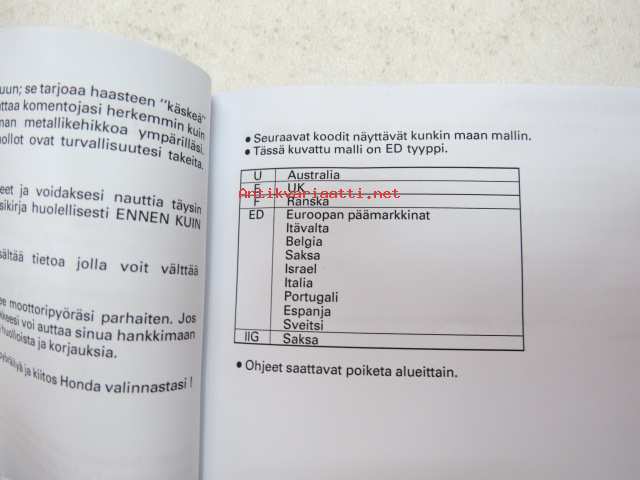 uun; se tarjoaa haasteen "käskeä"
ttaa komentojasi herkemmin kuin
man metallikehikkoa ympärilläsi.
ollot ovat turvallisuutesi takeita.
eet ja voidaksesi nauttia täysin
sikirja huolellisesti ENNEN KUIN
sältää tietoa jolla voit välttää
ee moottoripyöräsi parhaiten. Jos
keesi voi auttaa sinua hankkimaan
huolloista ja korjauksia.
ja kiitos Honda valinnastasi !
• Seuraavat koodit näyttävät kunkin maan mallin.
• Tässä kuvattu malli on ED tyyppi.
U Australia
E UK
Antikvariaatti.net
F Ranska
ED Euroopan päämarkkinat
Itävalta
Belgia
Saksa
Israel
Italia
Portugali
Espanja
Sveitsi
IIG Saksa
• Ohjeet saattavat poiketa alueittain.